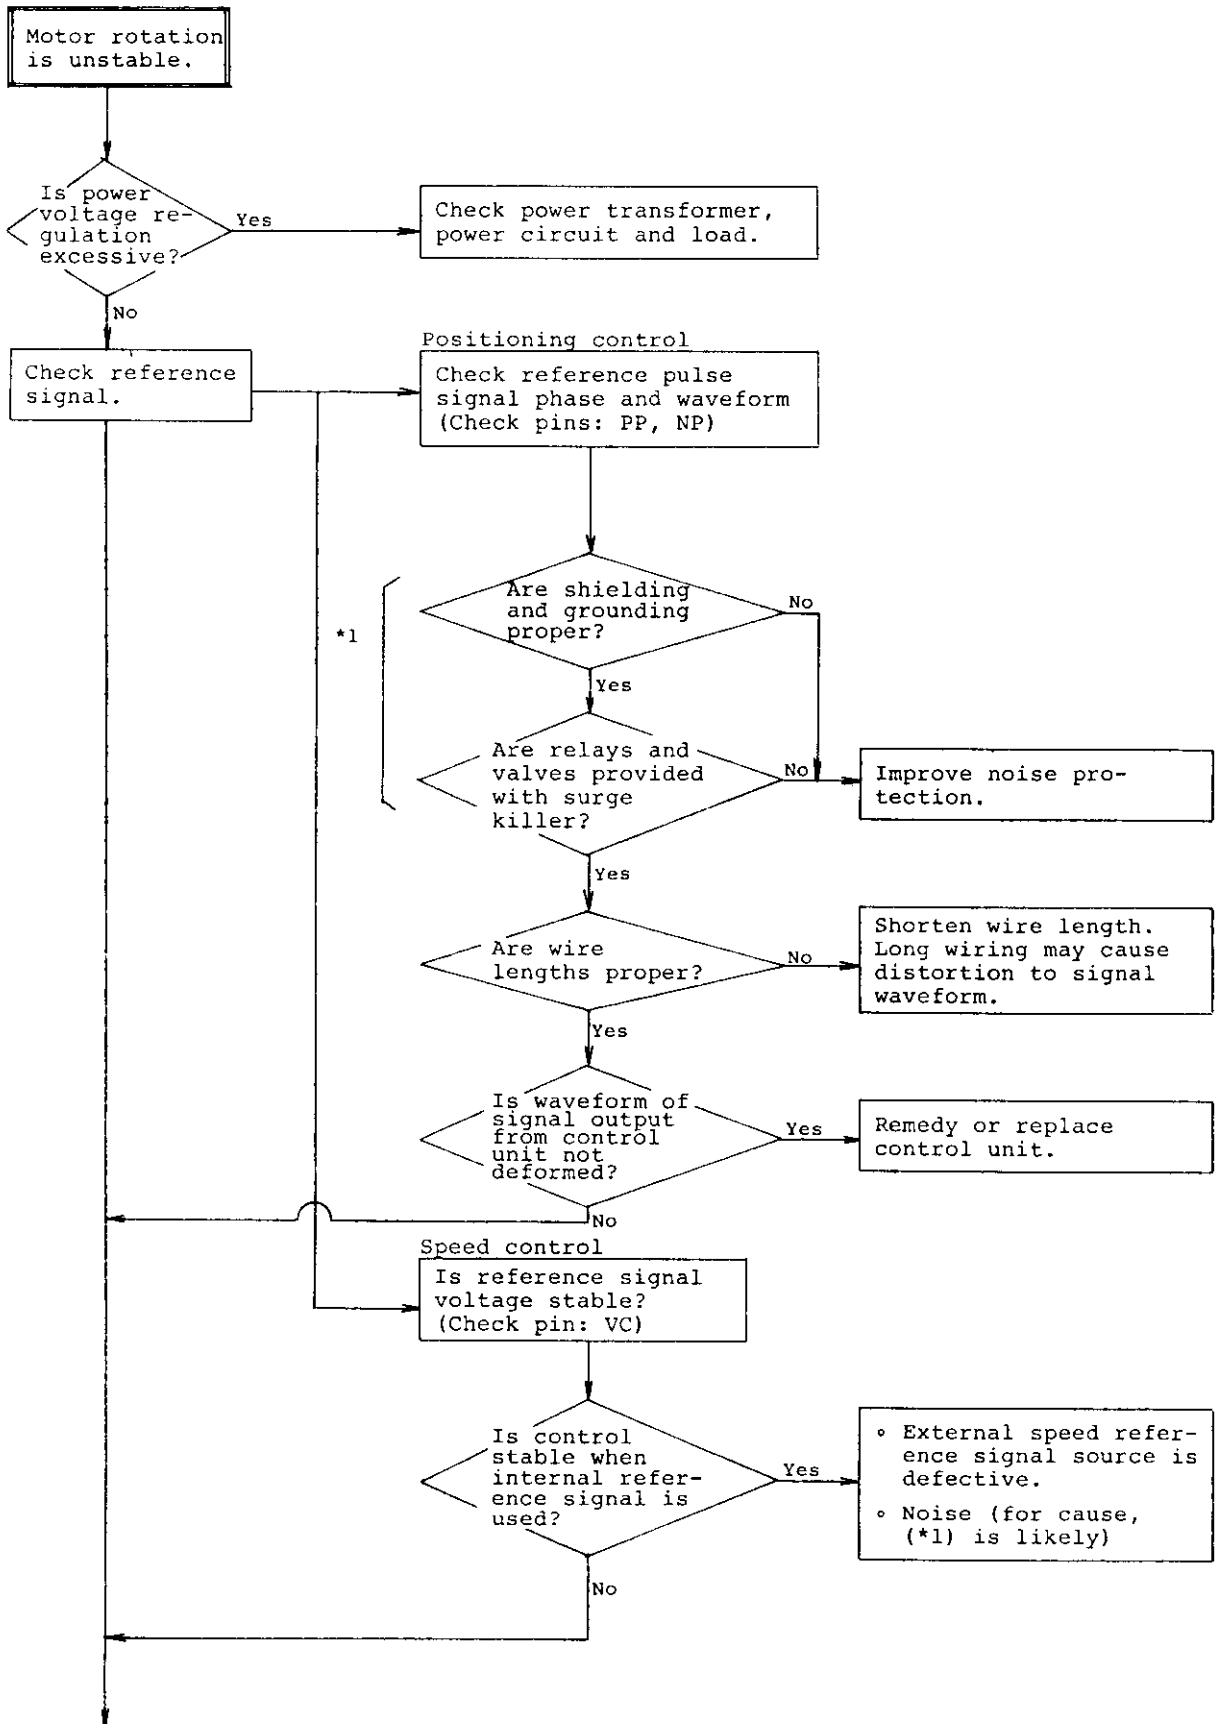 Motor rotation
is unstable.
Is power
voltage re-
gulation
excessive?
Yes
Check power transformer,
power circuit and load.
No
Check reference
signal.
Positioning control
Check reference pulse
signal phase and waveform
(Check pins: PP, NP)
*1
Are shielding
and grounding
proper?
No
Yes
Are relays and
valves provided
with surge
killer?
No
Improve noise pro-
tection.
Yes
Are wire
lengths proper?
No
Shorten wire length.
Long wiring may cause
distortion to signal
waveform.
Yes
Is waveform of
signal output
from control
unit not
deformed?
Yes
Remedy or replace
control unit.
No
Speed control
Is reference signal
voltage stable?
(Check pin: VC)
Is control
stable when
internal refer-
ence signal is
used?
Yes
∘ External speed refer-
ence signal source is
defective.
∘ Noise (for cause,
(*1) is likely)
No